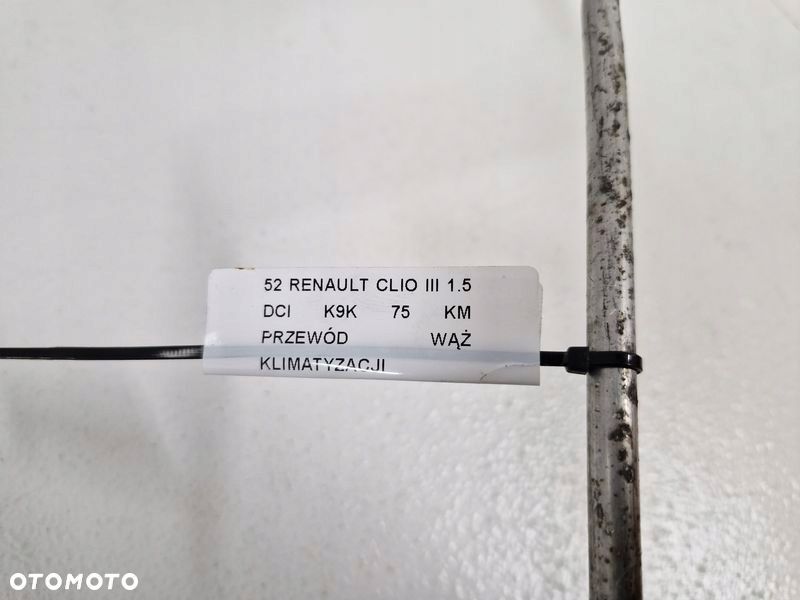 52 RENAULT CLIO III 1.5
DCI K9K 75 KM
PRZEWÓD WĄŻ
KLIMATYZACJI
OTOMOTO